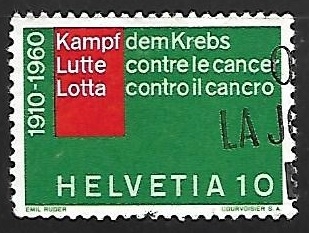 1910-1960
Kampf dem Krebs
Lutte contre le cancer
Lotta contro il cancro
LA J
HELVETIA 10
EMIL RUDER COURVOISIER S.A.